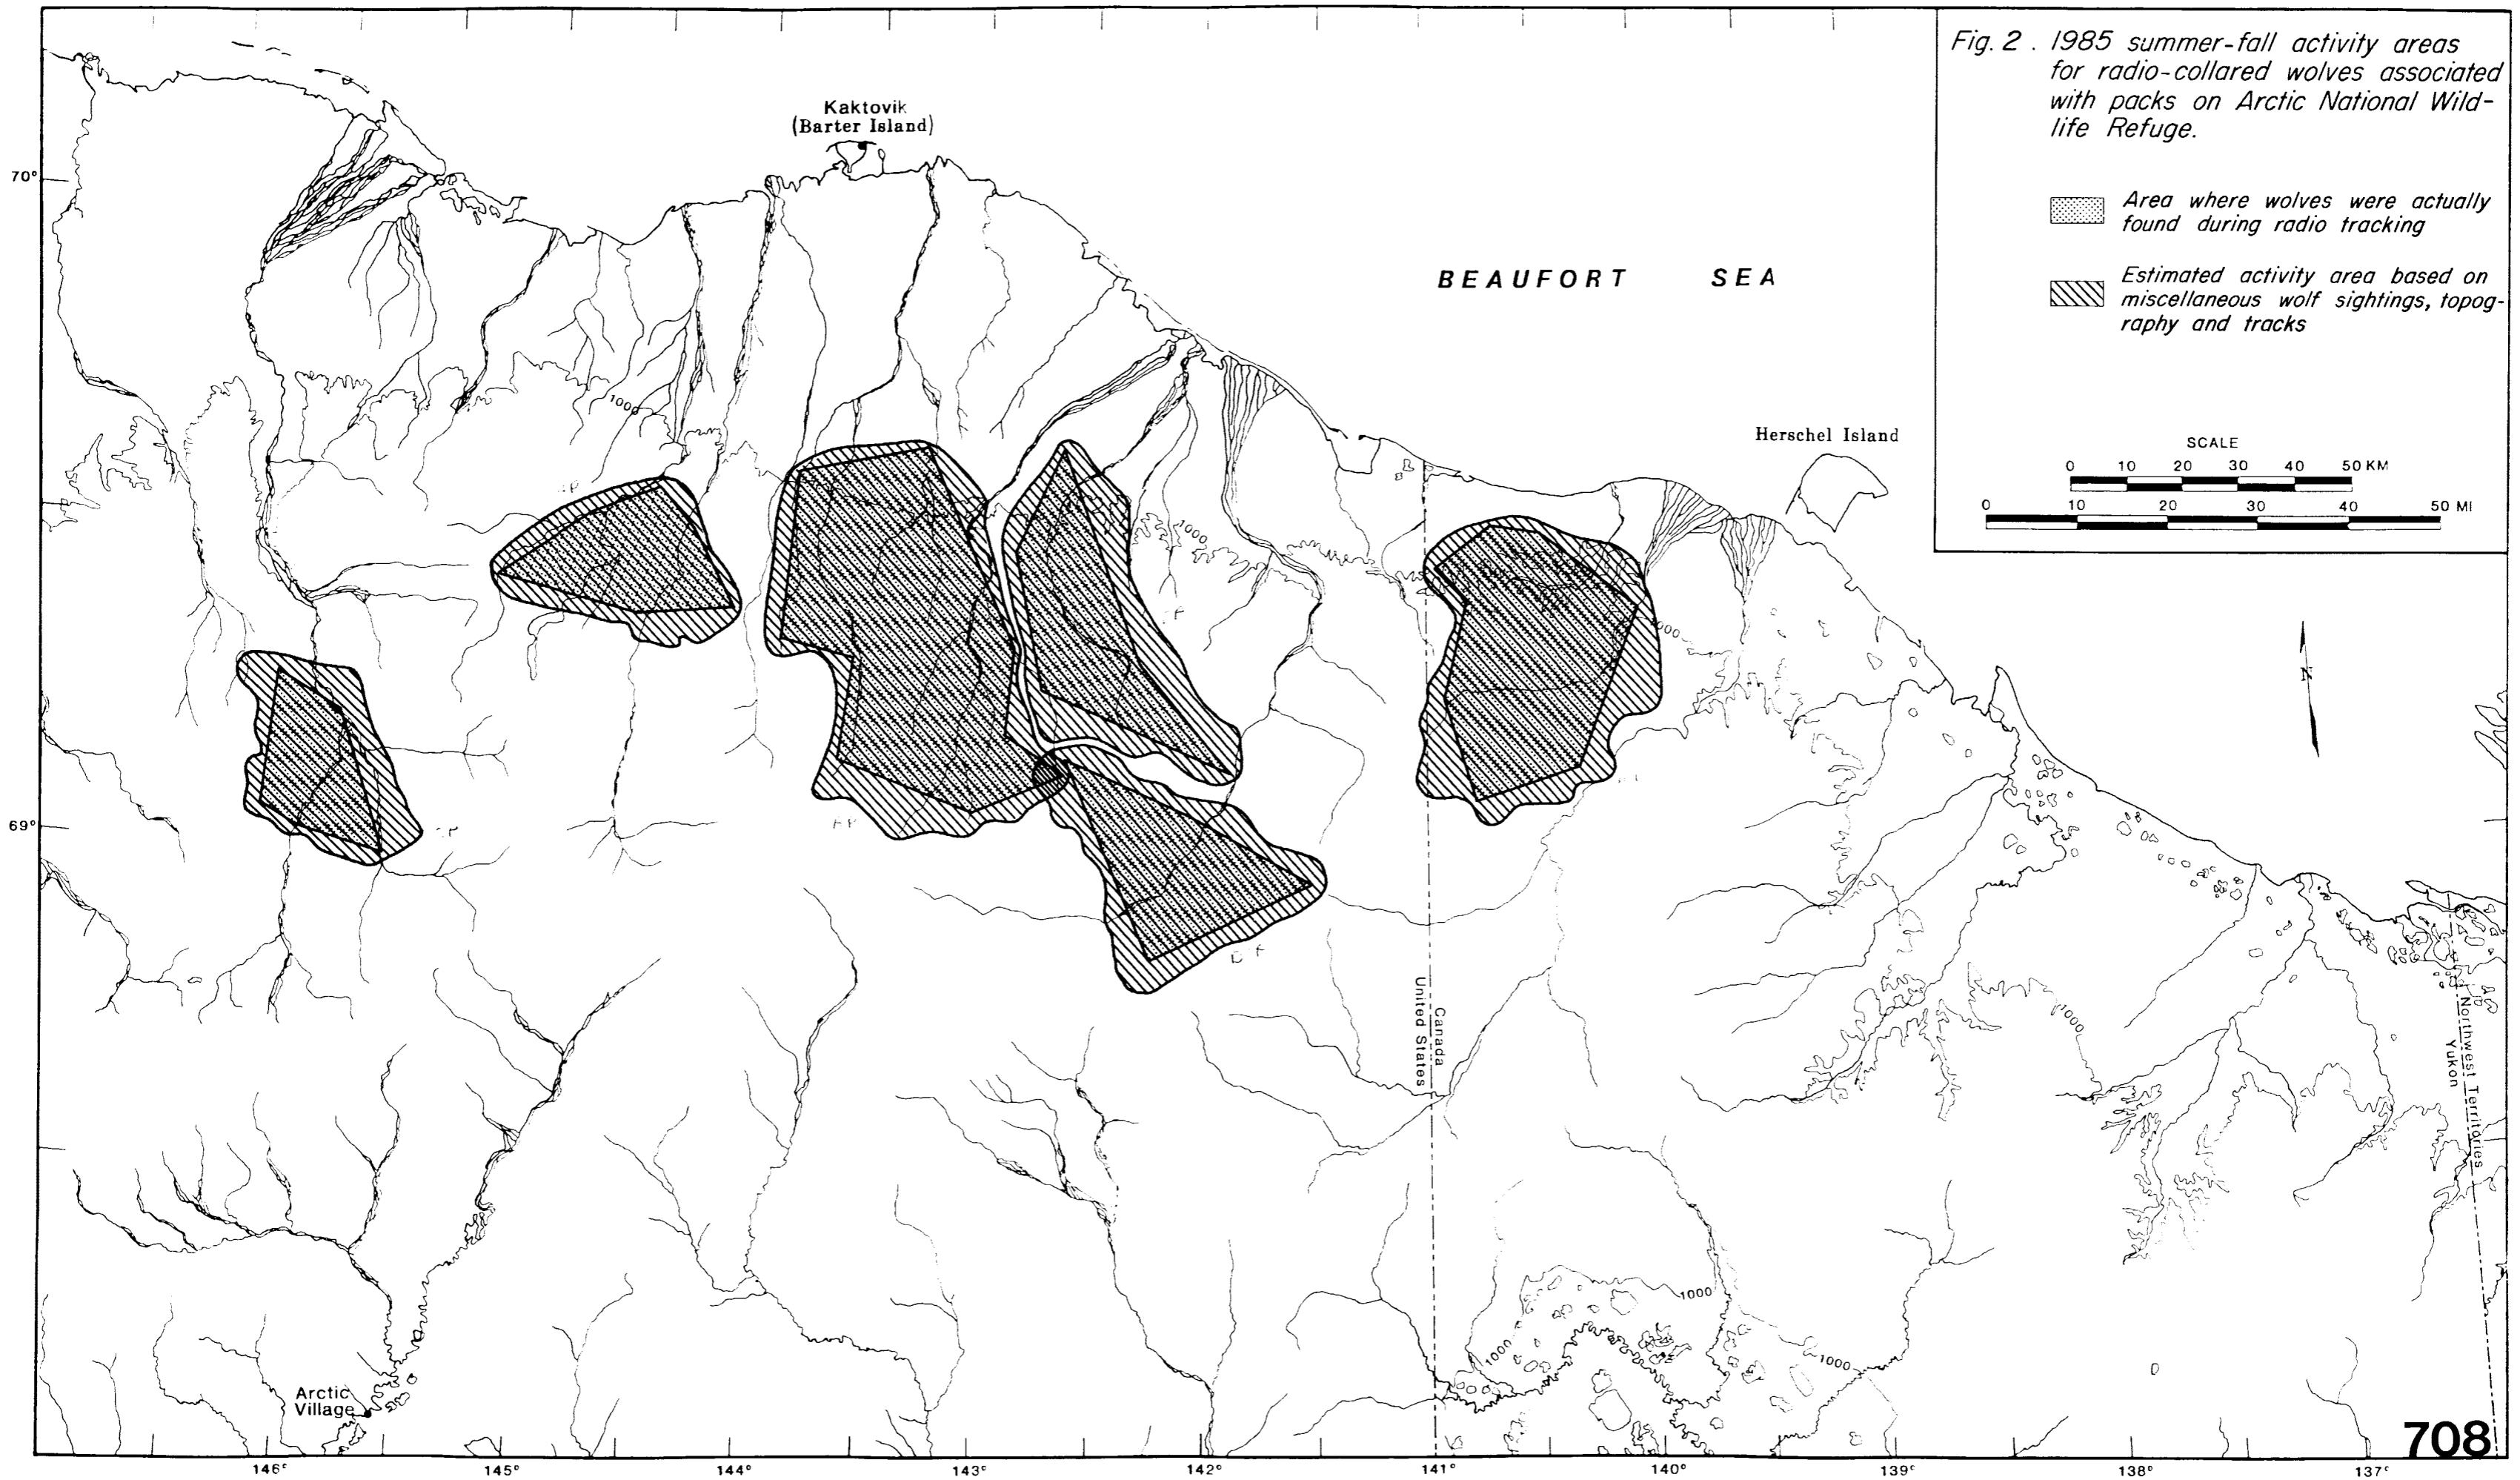 Fig. 2 . 1985 summer-fall activity areas
for radio-collared wolves associated
with packs on Arctic National Wild-
life Refuge.
Area where wolves were actually
found during radio tracking
Estimated activity area based on
miscellaneous wolf sightings, topog-
raphy and tracks
SCALE
0 10 20 30 40 50 KM
0 10 20 30 40 50 MI
Kaktovik
(Barter Island)
70°
BEAUFORT SEA
1000
Herschel Island
1000
1000
N
69°
United States
Canada
1000
Northwest Territories
Yukon
1000
1000
1000
Arctic
Village
708
146° 145° 144° 143° 142° 141° 140° 139° 138° 137°